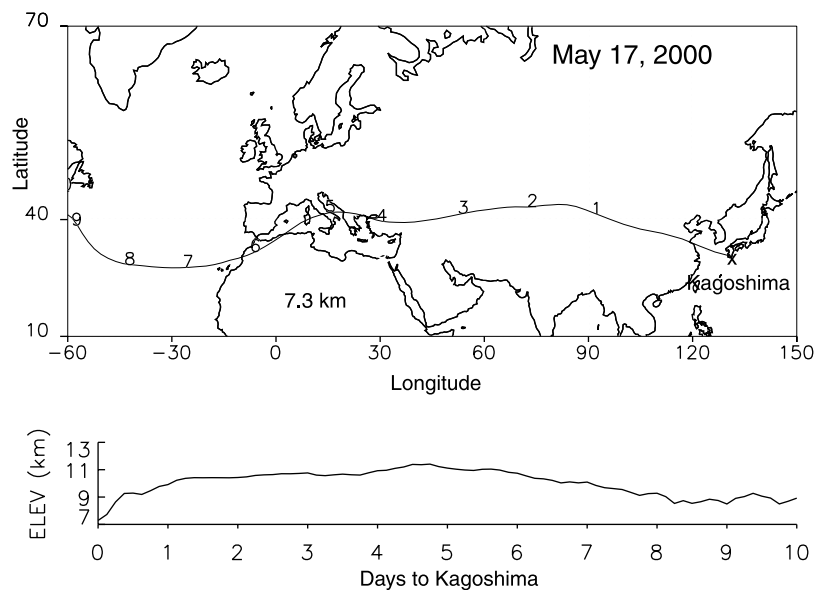 70
May 17, 2000
Latitude
40
9 8 7 6 5 4 3 2 1
X
Kagoshima
7.3 km
10
−60 −30 0 30 60 90 120 150
Longitude
ELEV (km)
13
11
9
7
0 1 2 3 4 5 6 7 8 9 10
Days to Kagoshima